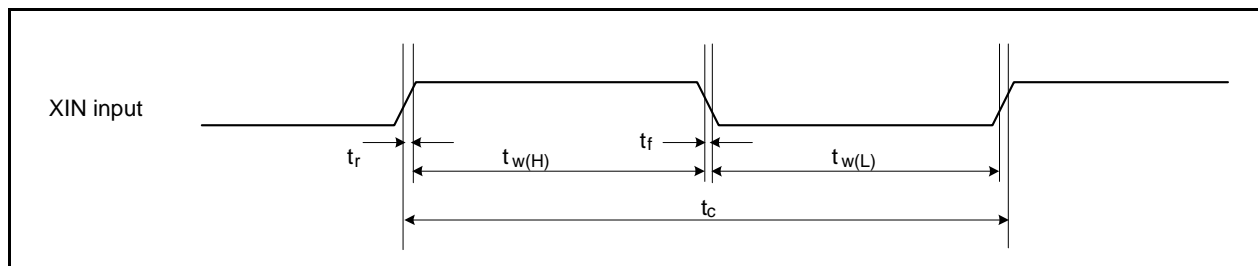 XIN input
tr
tw(H)
tf
tw(L)
tc